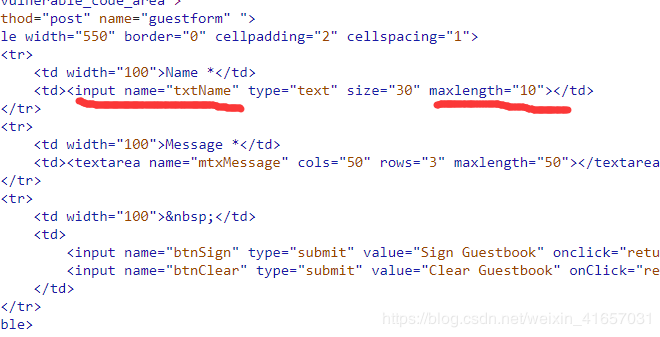 vulnerable_code_area">
thod="post" name="guestform" ">
le width="550" border="0" cellpadding="2" cellspacing="1">
<tr>
<td width="100">Name *</td>
<td><input name="txtName" type="text" size="30" maxlength="10"></td>
</tr>
<tr>
<td width="100">Message *</td>
<td><textarea name="mtxMessage" cols="50" rows="3" maxlength="50"></textarea
</tr>
<tr>
<td width="100">&nbsp;</td>
<td>
<input name="btnSign" type="submit" value="Sign Guestbook" onclick="retu
<input name="btnClear" type="submit" value="Clear Guestbook" onClick="re
</td>
</tr>
ble>
https://blog.csdn.net/weixin_41657031